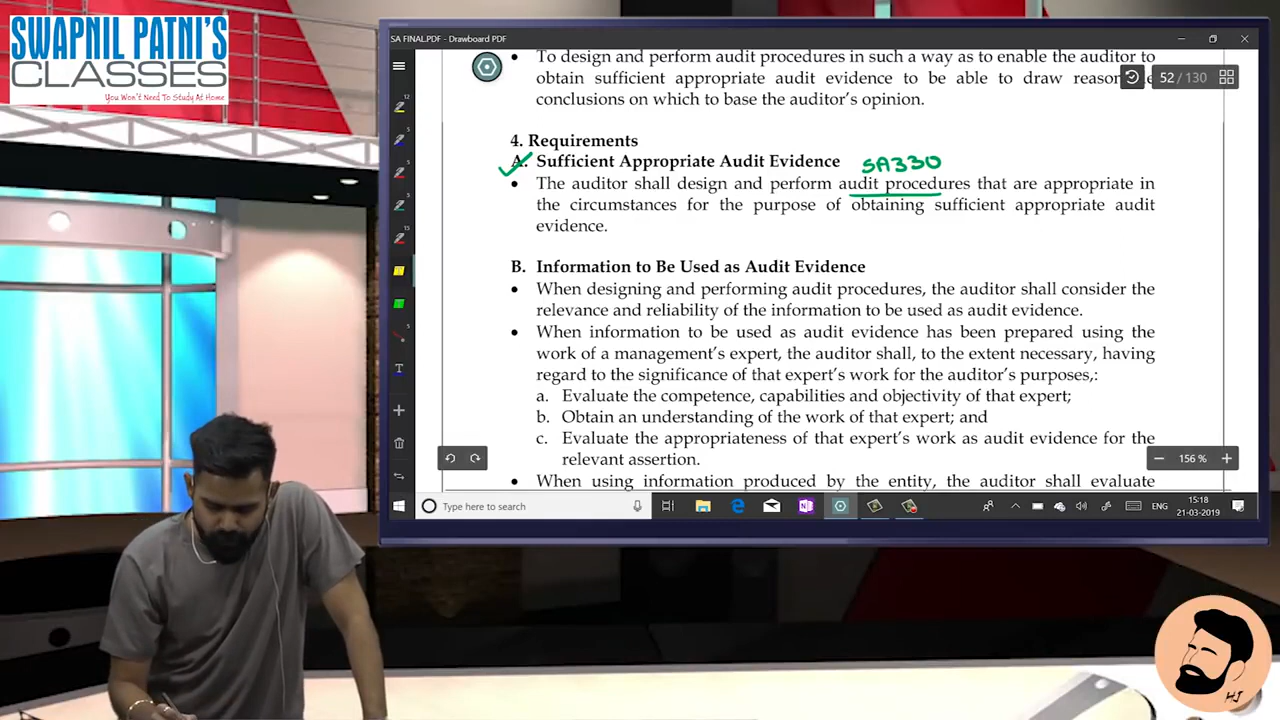 SWAPNIL PATNI'S
CLASSES
You Won't Need To Study At Home
SA FINAL.PDF - Drawboard PDF
To design and perform audit procedures in such a way as to enable the auditor to
obtain sufficient appropriate audit evidence to be able to draw
conclusions on which to base the auditor's opinion.
52 / 130
4. Requirements
A. Sufficient Appropriate Audit Evidence SA330
• The auditor shall design and perform audit procedures that are appropriate in
the circumstances for the purpose of obtaining sufficient appropriate audit
evidence.
B. Information to Be Used as Audit Evidence
• When designing and performing audit procedures, the auditor shall consider the
relevance and reliability of the information to be used as audit evidence.
• When information to be used as audit evidence has been prepared using the
work of a management's expert, the auditor shall, to the extent necessary, having
regard to the significance of that expert's work for the auditor's purposes,:
a. Evaluate the competence, capabilities and objectivity of that expert;
b. Obtain an understanding of the work of that expert; and
c. Evaluate the appropriateness of that expert's work as audit evidence for the
relevant assertion.
• When using information produced by the entity, the auditor shall evaluate
156 %
Type here to search
ENG
15:18
21-03-2019
HJ